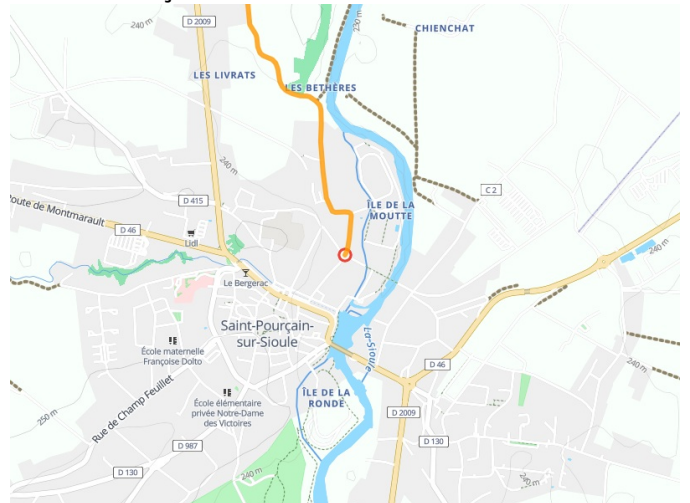 D 2009
230 m
CHIENCHAT
240 m
LES LIVRATS
LES BETHÈRES
240 m
D 415
C 2
Route de Montmarault
D 46
Lidl
ÎLE DE LA
MOUTTE
240 m
Le Bergerac
Saint-Pourçain-
sur-Sioule
La Sioule
École maternelle
Françoise Dolto
D 46
240 m
Rue de Champ Feuillet
École élémentaire
privée Notre-Dame
des Victoires
ÎLE DE LA
RONDE
D 2009
250 m
D 987
D 130
D 130
240 m
240 m